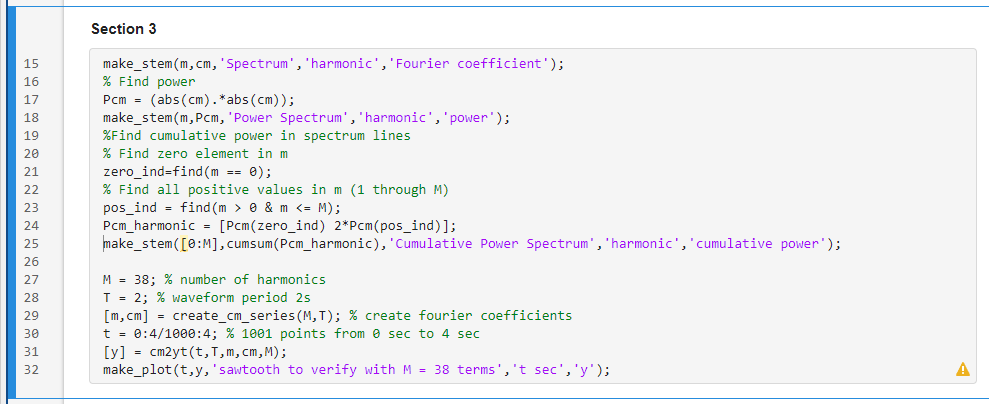 Section 3
15 make_stem(m,cm,'Spectrum','harmonic','Fourier coefficient');
16 % Find power
17 Pcm = (abs(cm).*abs(cm));
18 make_stem(m,Pcm,'Power Spectrum','harmonic','power');
19 %Find cumulative power in spectrum lines
20 % Find zero element in m
21 zero_ind=find(m == 0);
22 % Find all positive values in m (1 through M)
23 pos_ind = find(m > 0 & m <= M);
24 Pcm_harmonic = [Pcm(zero_ind) 2*Pcm(pos_ind)];
25 make_stem([0:M],cumsum(Pcm_harmonic),'Cumulative Power Spectrum','harmonic','cumulative power');
26
27 M = 38; % number of harmonics
28 T = 2; % waveform period 2s
29 [m,cm] = create_cm_series(M,T); % create fourier coefficients
30 t = 0:4/1000:4; % 1001 points from 0 sec to 4 sec
31 [y] = cm2yt(t,T,m,cm,M);
32 make_plot(t,y,'sawtooth to verify with M = 38 terms','t sec','y');